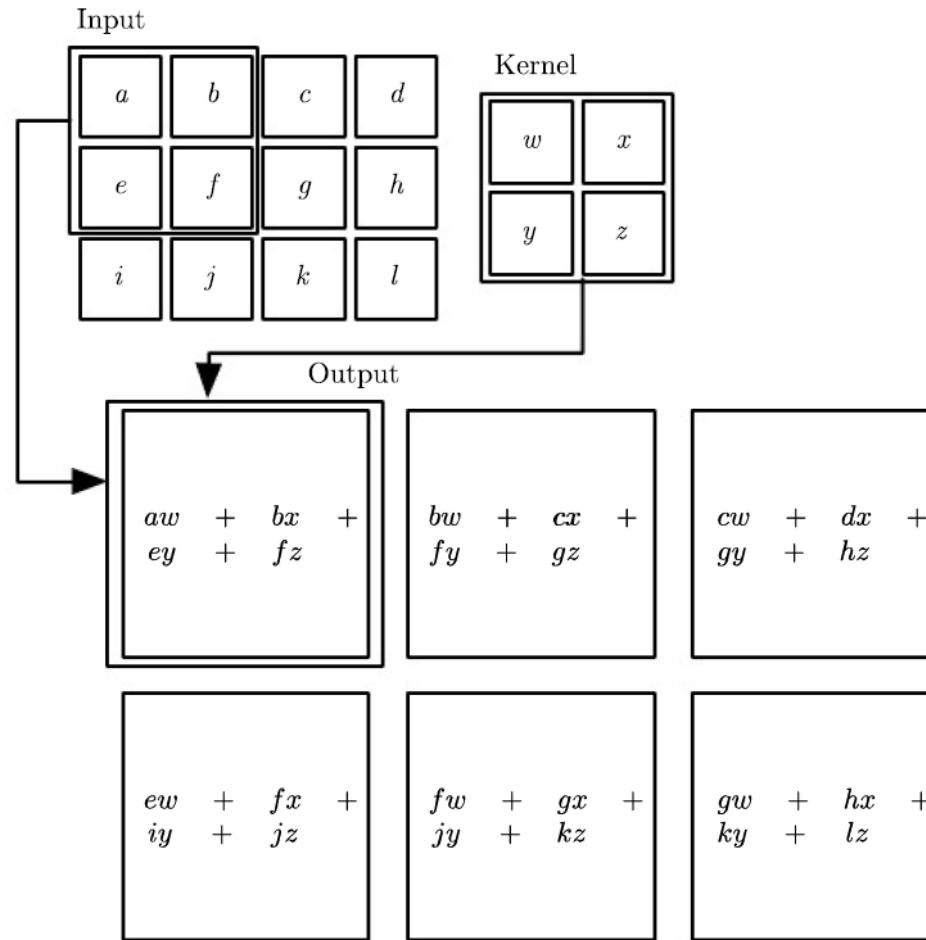 Input
Kernel
a b c d
w x
e f g h
y z
i j k l
Output
aw + bx +
ey + fz
bw + cx +
fy + gz
cw + dx +
gy + hz
ew + fx +
iy + jz
fw + gx +
jy + kz
gw + hx +
ky + lz